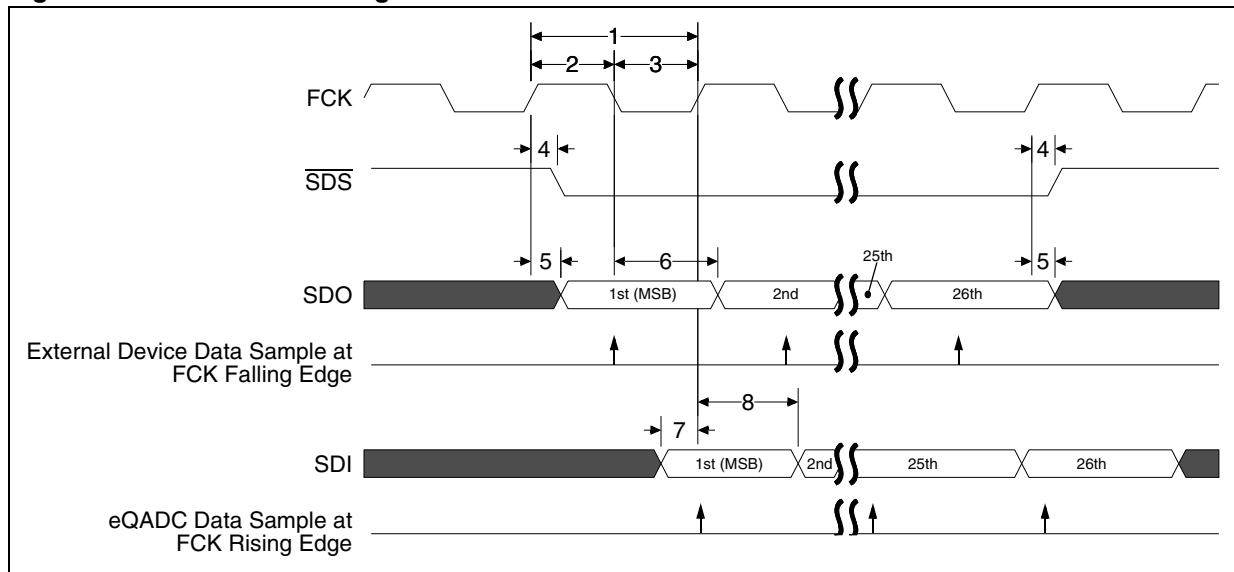 1
2
3
FCK
4
4
SDS
5
6
25th
5
SDO
1st (MSB)
2nd
26th
External Device Data Sample at
FCK Falling Edge
8
7
SDI
1st (MSB)
2nd
25th
26th
eQADC Data Sample at
FCK Rising Edge